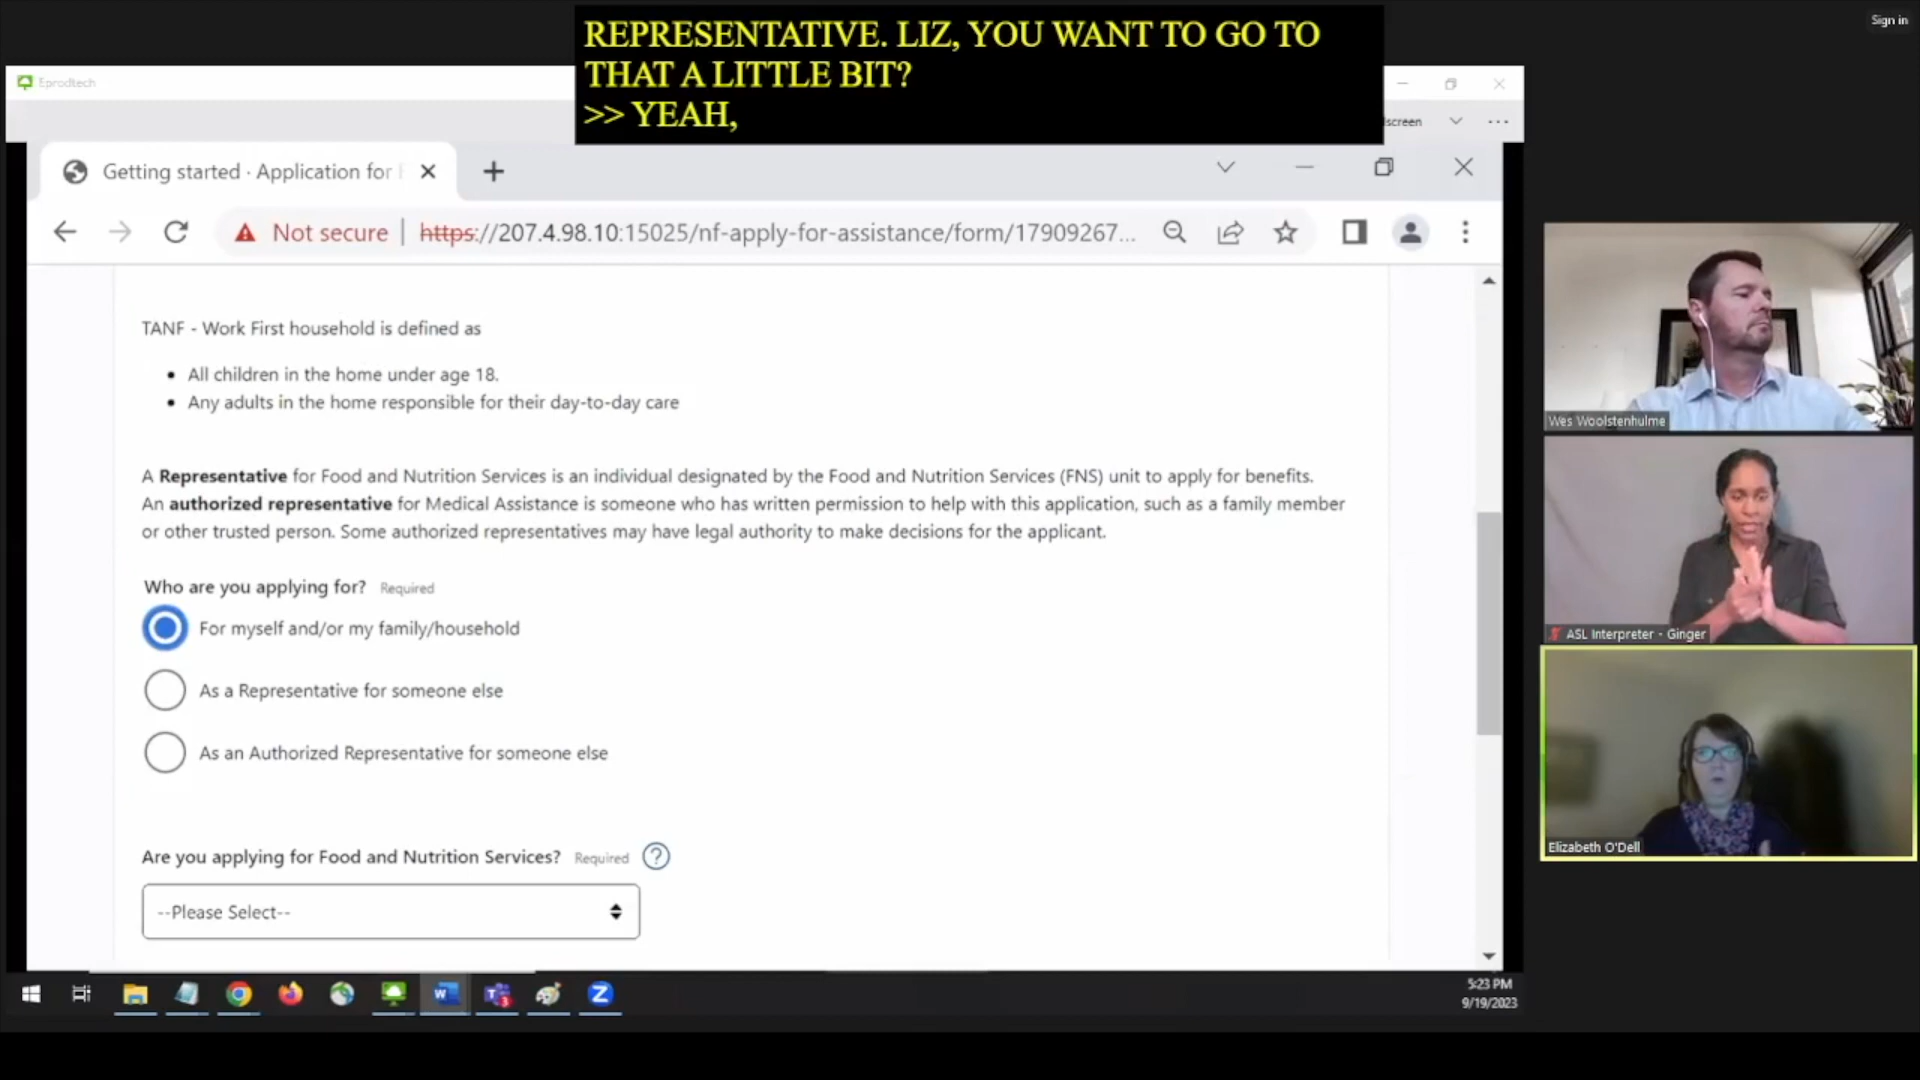 Sign in
REPRESENTATIVE. LIZ, YOU WANT TO GO TO
THAT A LITTLE BIT?
>> YEAH,
Eprodtech
lscreen
Getting started · Application for
Not secure
https://207.4.98.10:15025/nf-apply-for-assistance/form/17909267...
TANF - Work First household is defined as
• All children in the home under age 18.
• Any adults in the home responsible for their day-to-day care
A Representative for Food and Nutrition Services is an individual designated by the Food and Nutrition Services (FNS) unit to apply for benefits.
An authorized representative for Medical Assistance is someone who has written permission to help with this application, such as a family member
or other trusted person. Some authorized representatives may have legal authority to make decisions for the applicant.
Who are you applying for? Required
For myself and/or my family/household
As a Representative for someone else
As an Authorized Representative for someone else
Are you applying for Food and Nutrition Services? Required ?
--Please Select--
5:23 PM
9/19/2023
Wes Woolstenhulme
ASL Interpreter - Ginger
Elizabeth O'Dell